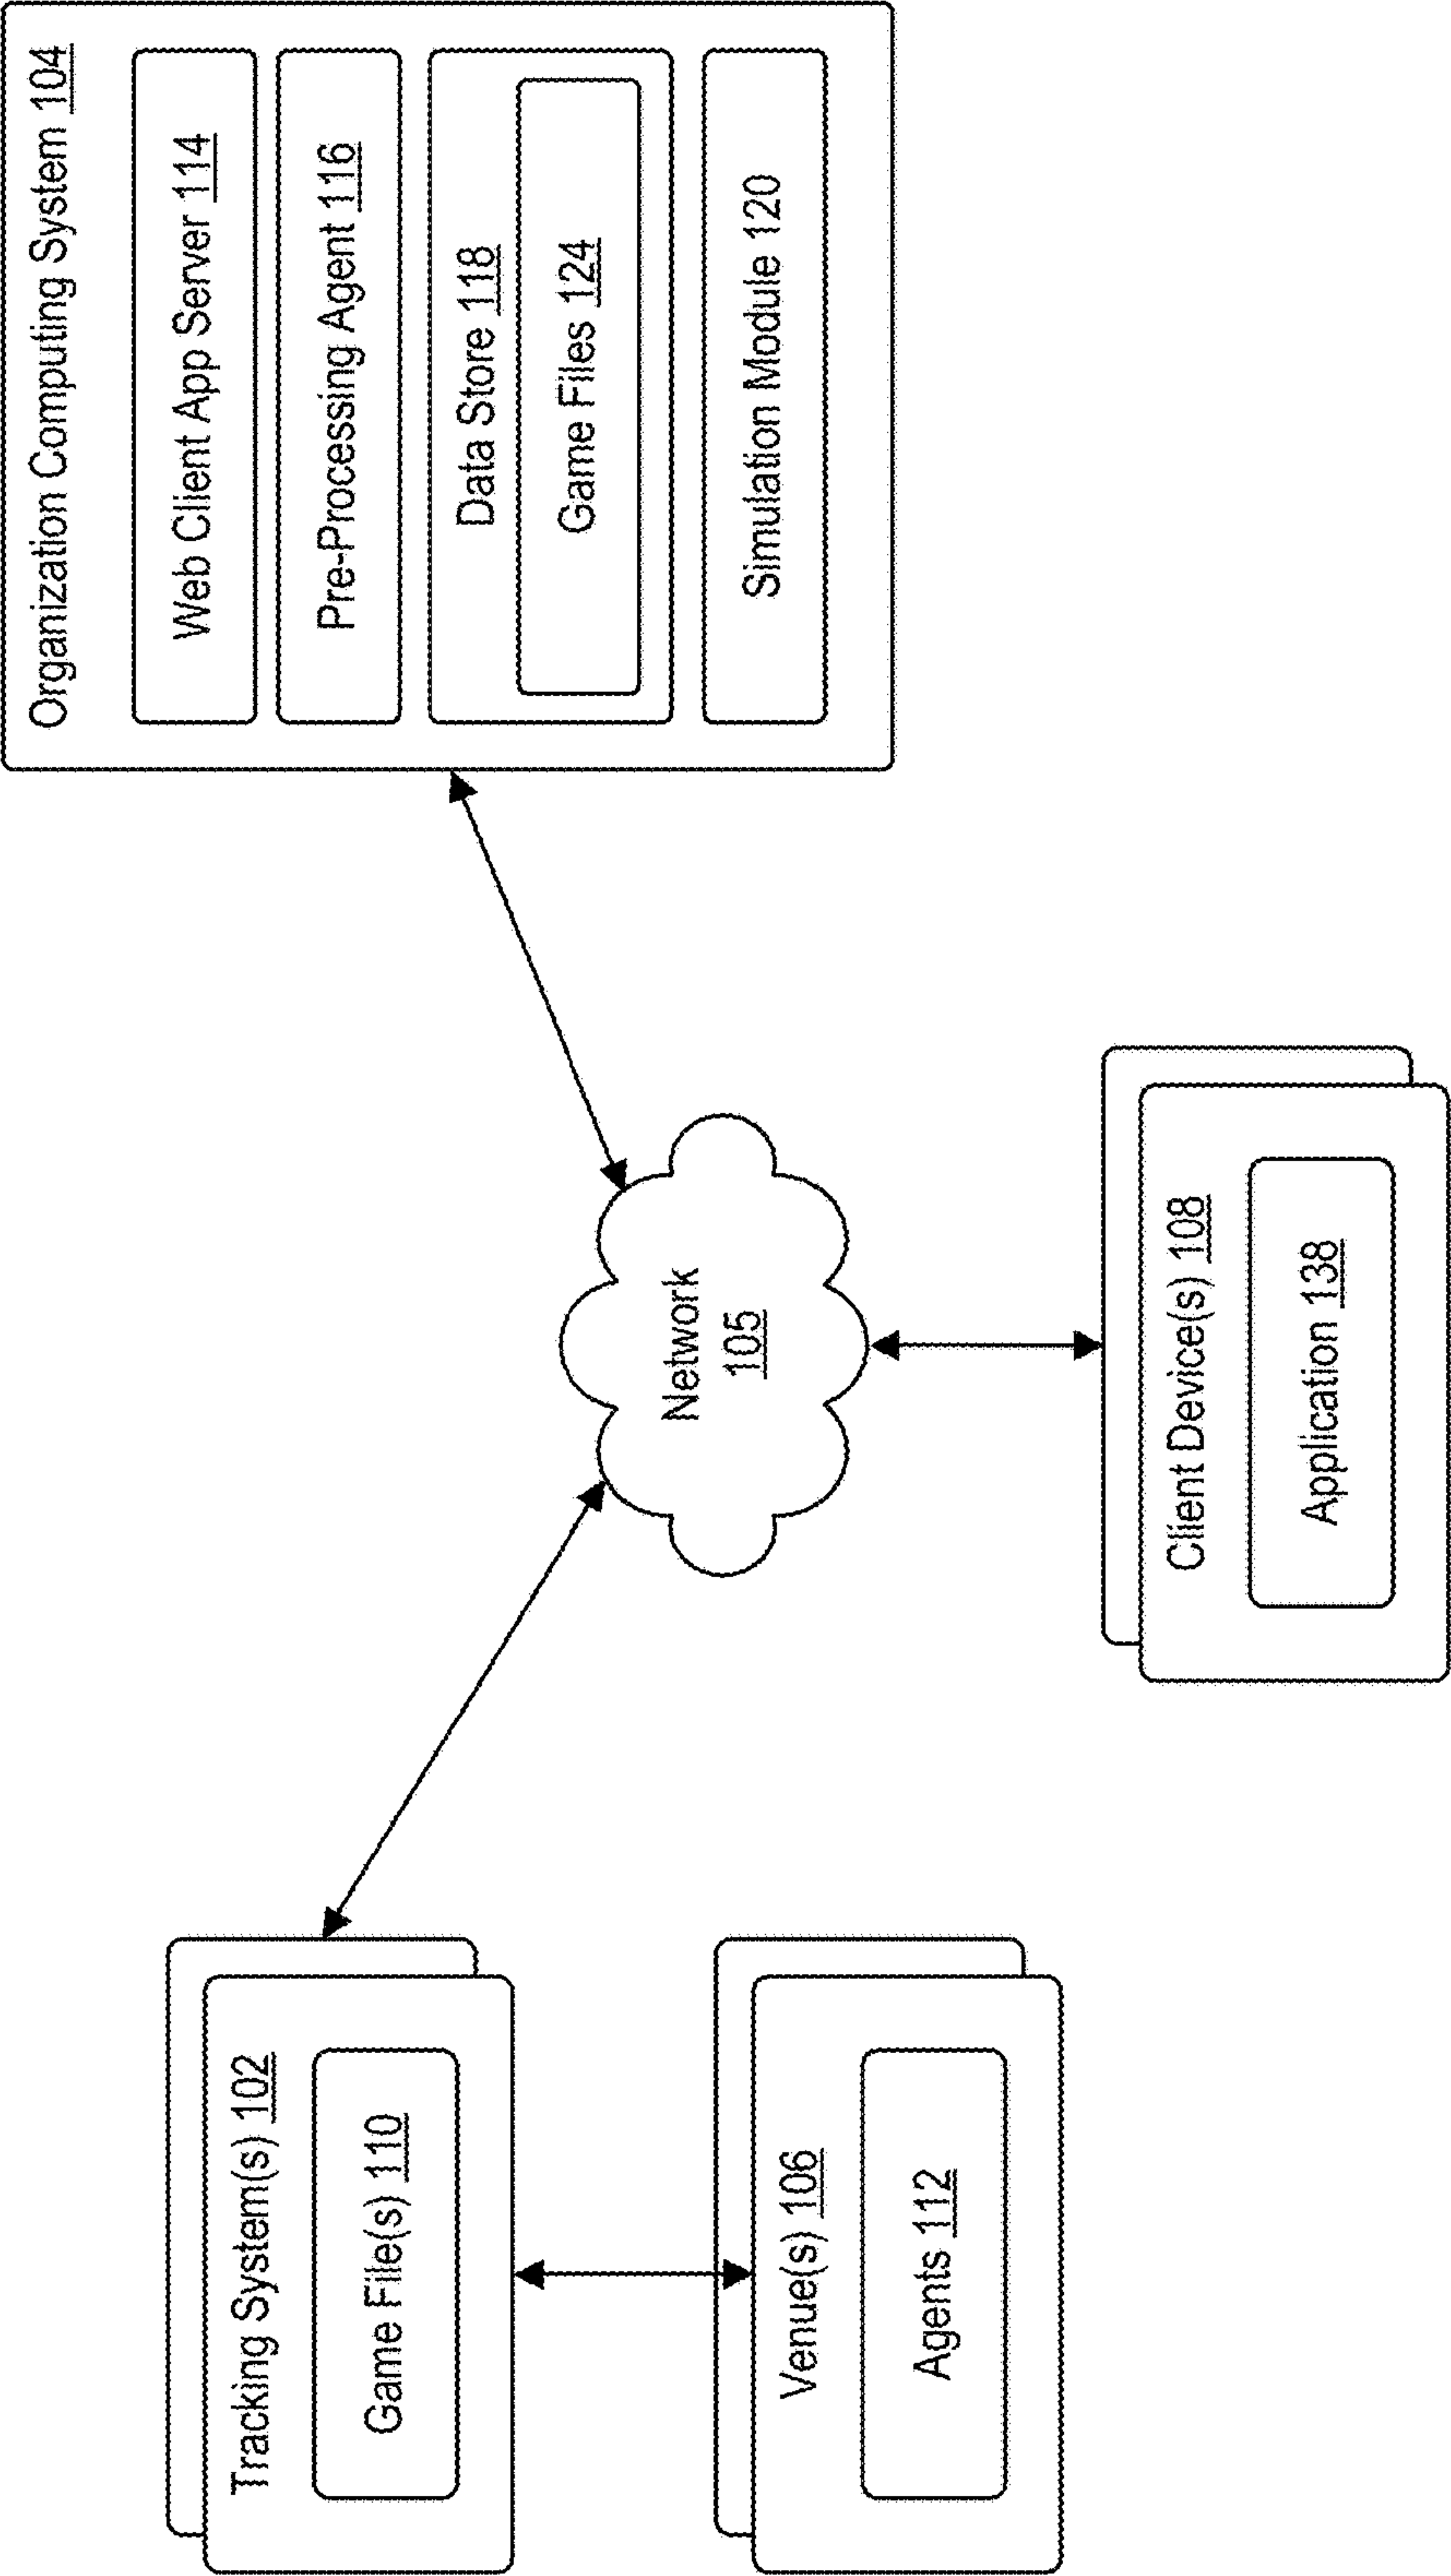 Tracking System(s) 102
Game File(s) 110
Venue(s) 106
Agents 112
Network
105
Client Device(s) 108
Application 138
Organization Computing System 104
Web Client App Server 114
Pre-Processing Agent 116
Data Store 118
Game Files 124
Simulation Module 120